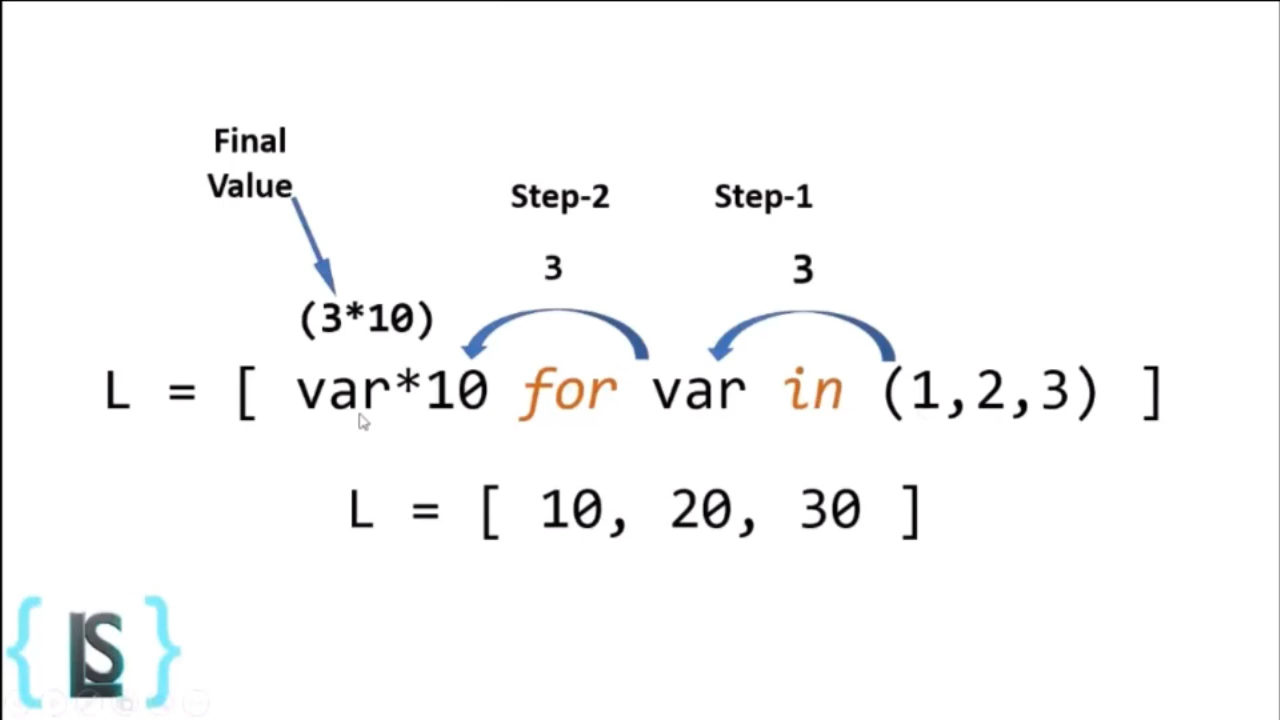 Final
Value
Step-2
Step-1
3
3
(3*10)
L = [ var*10 for var in (1,2,3) ]
L = [ 10, 20, 30 ]
{ LS }